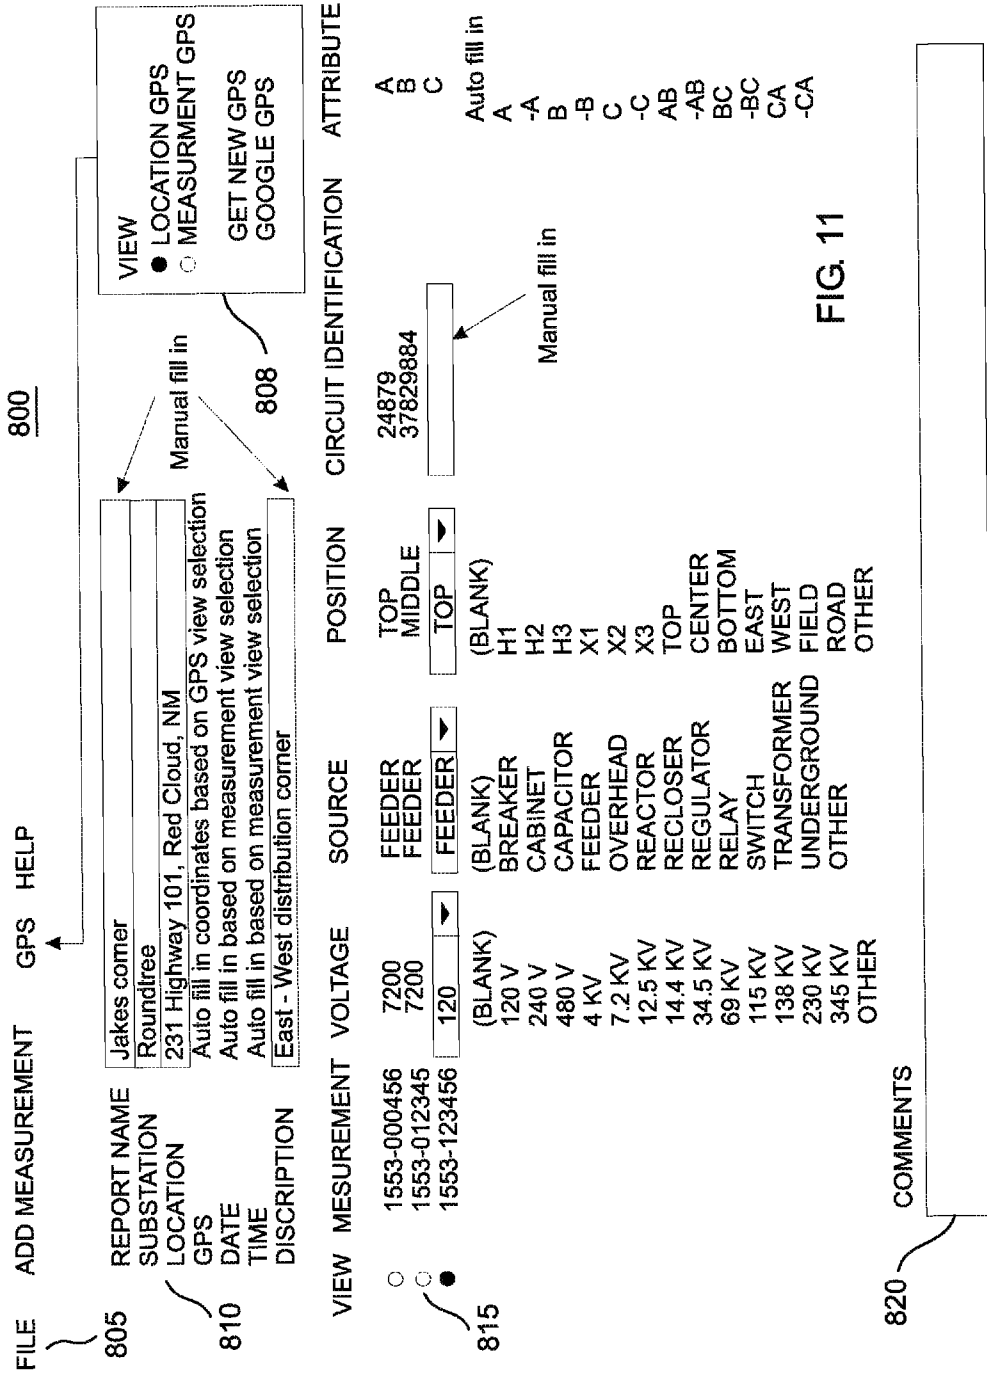 800
FILE ADD MEASUREMENT GPS HELP
805
VIEW
LOCATION GPS
MEASURMENT GPS
GET NEW GPS
GOOGLE GPS
808
REPORT NAME Jakes corner
SUBSTATION Roundtree
LOCATION 231 Highway 101, Red Cloud, NM
GPS Auto fill in coordinates based on GPS view selection
DATE Auto fill in based on measurement view selection
TIME Auto fill in based on measurement view selection
DISCRIPTION East - West distribution corner
Manual fill in
810
VIEW MESUREMENT VOLTAGE SOURCE POSITION CIRCUIT IDENTIFICATION ATTRIBUTE
1553-000456 7200 FEEDER TOP 24879 A
1553-012345 7200 FEEDER MIDDLE 37829884 B
1553-123456 120 FEEDER TOP C
815
Manual fill in
(BLANK) (BLANK) (BLANK) Auto fill in
120 V BREAKER H1 A
240 V CABINET H2 -A
480 V CAPACITOR H3 B
4 KV FEEDER X1 -B
7.2 KV OVERHEAD X2 C
12.5 KV REACTOR X3 -C
14.4 KV RECLOSER TOP AB
34.5 KV REGULATOR CENTER -AB
69 KV RELAY BOTTOM BC
115 KV SWITCH EAST -BC
138 KV TRANSFORMER WEST CA
230 KV UNDERGROUND FIELD -CA
345 KV OTHER ROAD
OTHER OTHER
FIG. 11
COMMENTS
820